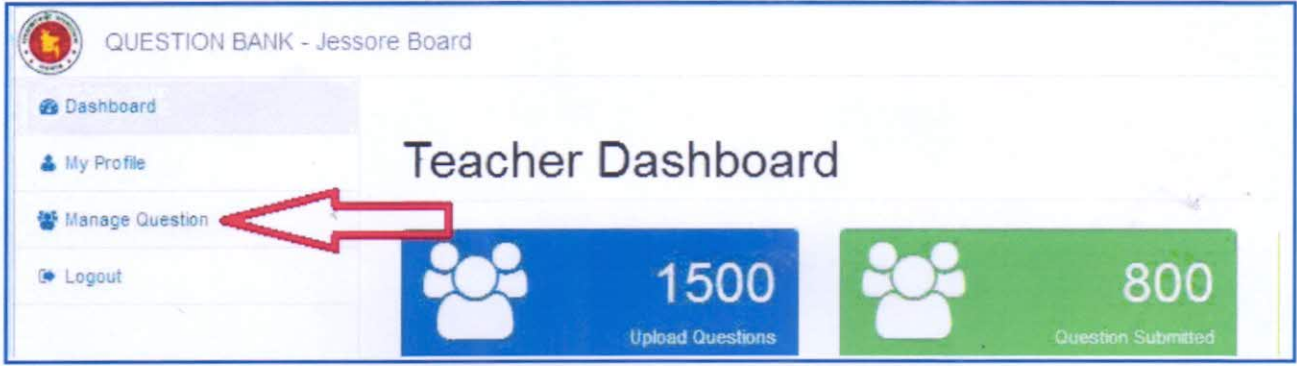 QUESTION BANK - Jessore Board
Dashboard
My Profile
Manage Question
Logout
Teacher Dashboard
1500
Upload Questions
800
Question Submitted